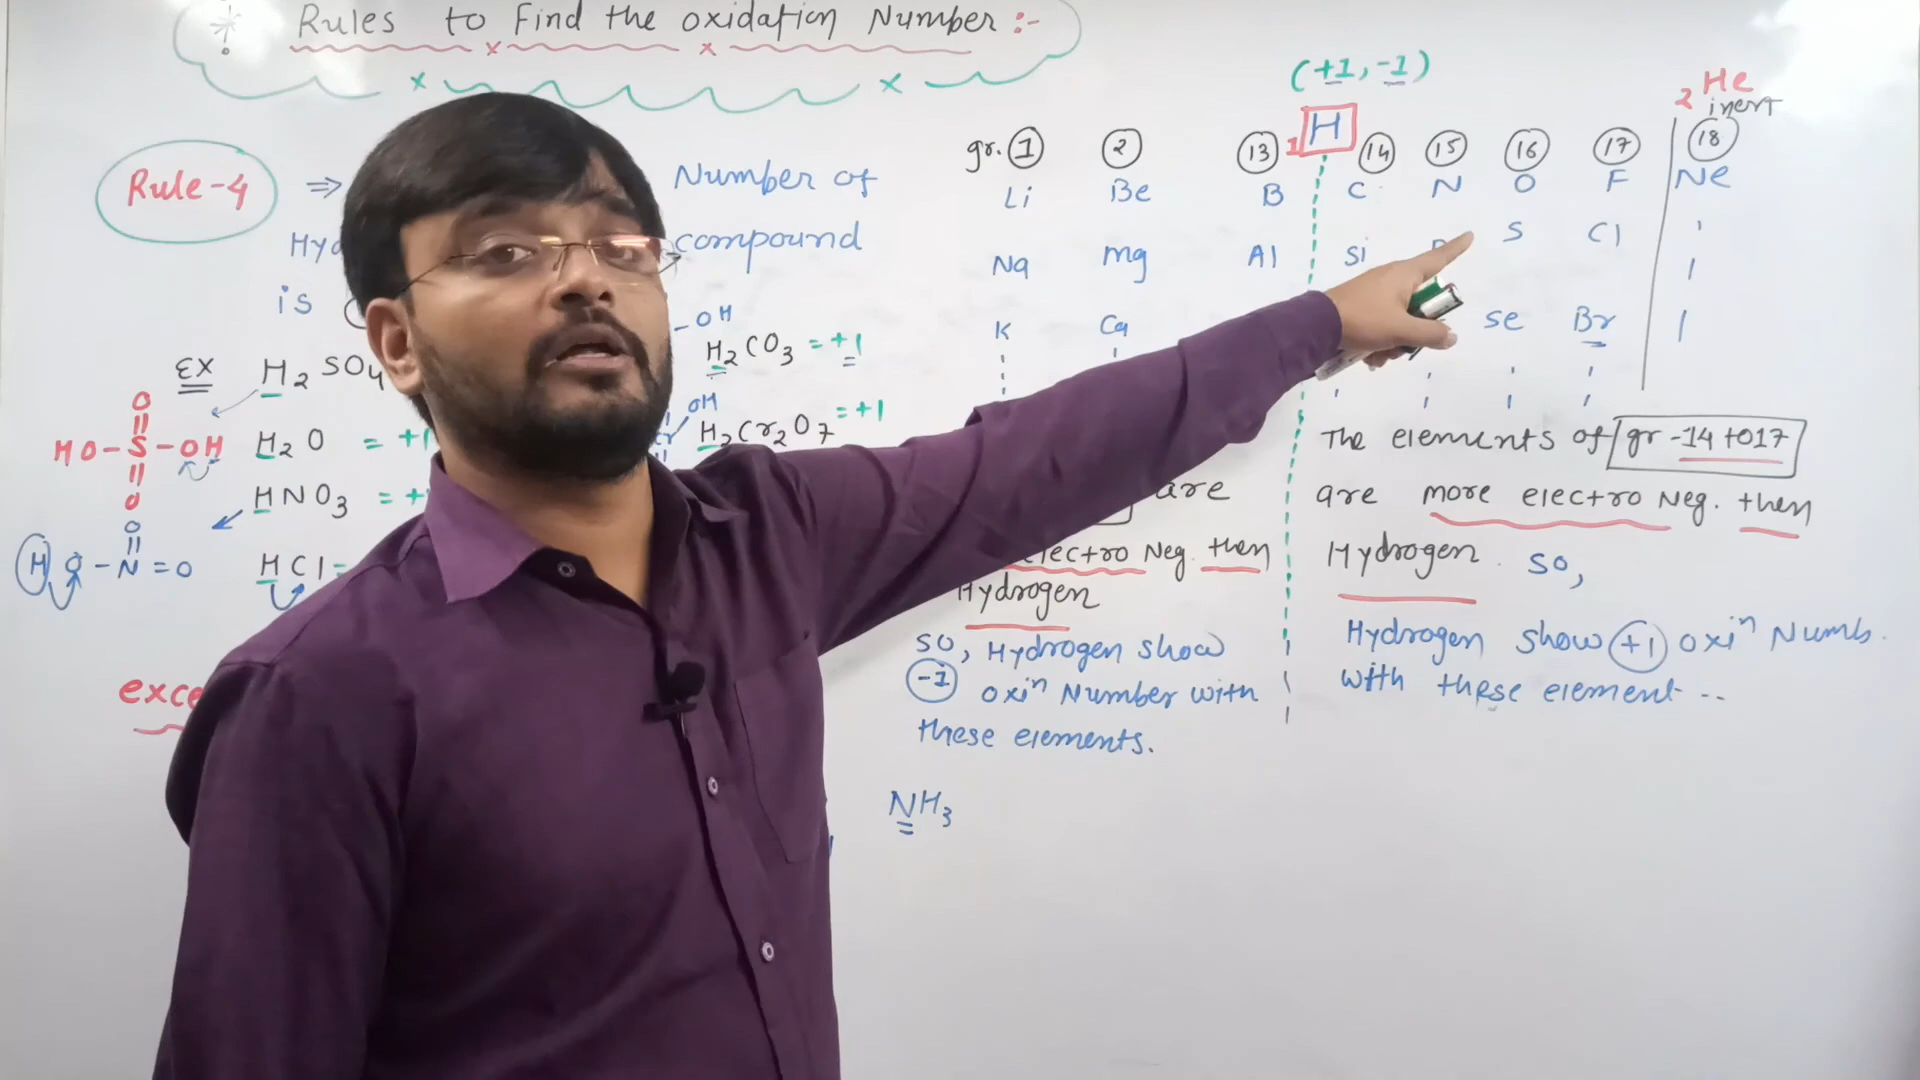 * Rules to Find the oxidation Number :-
Rule-4 ⇒ Number of
compound
is
EX H2SO4
H2O = +1
HNO3 = +
HCl =
O
HO-S-OH
O
O
HO-N=O
-OH
H2CO3 = +1
OH
H2Cr2O7 = +1
(+1, -1)
1 H
2 He
inert
gr. 1 2 13 14 15 16 17 18
Li Be B C N O F Ne
Na Mg Al Si S Cl
K Ca Se Br
are
electro Neg. then
Hydrogen
So, Hydrogen show
-1 oxiⁿ Number with
these elements.
NH3
The elements of gr-14 to 17
are more electro Neg. then
Hydrogen. So,
Hydrogen show +1 oxiⁿ Numb.
with these element --